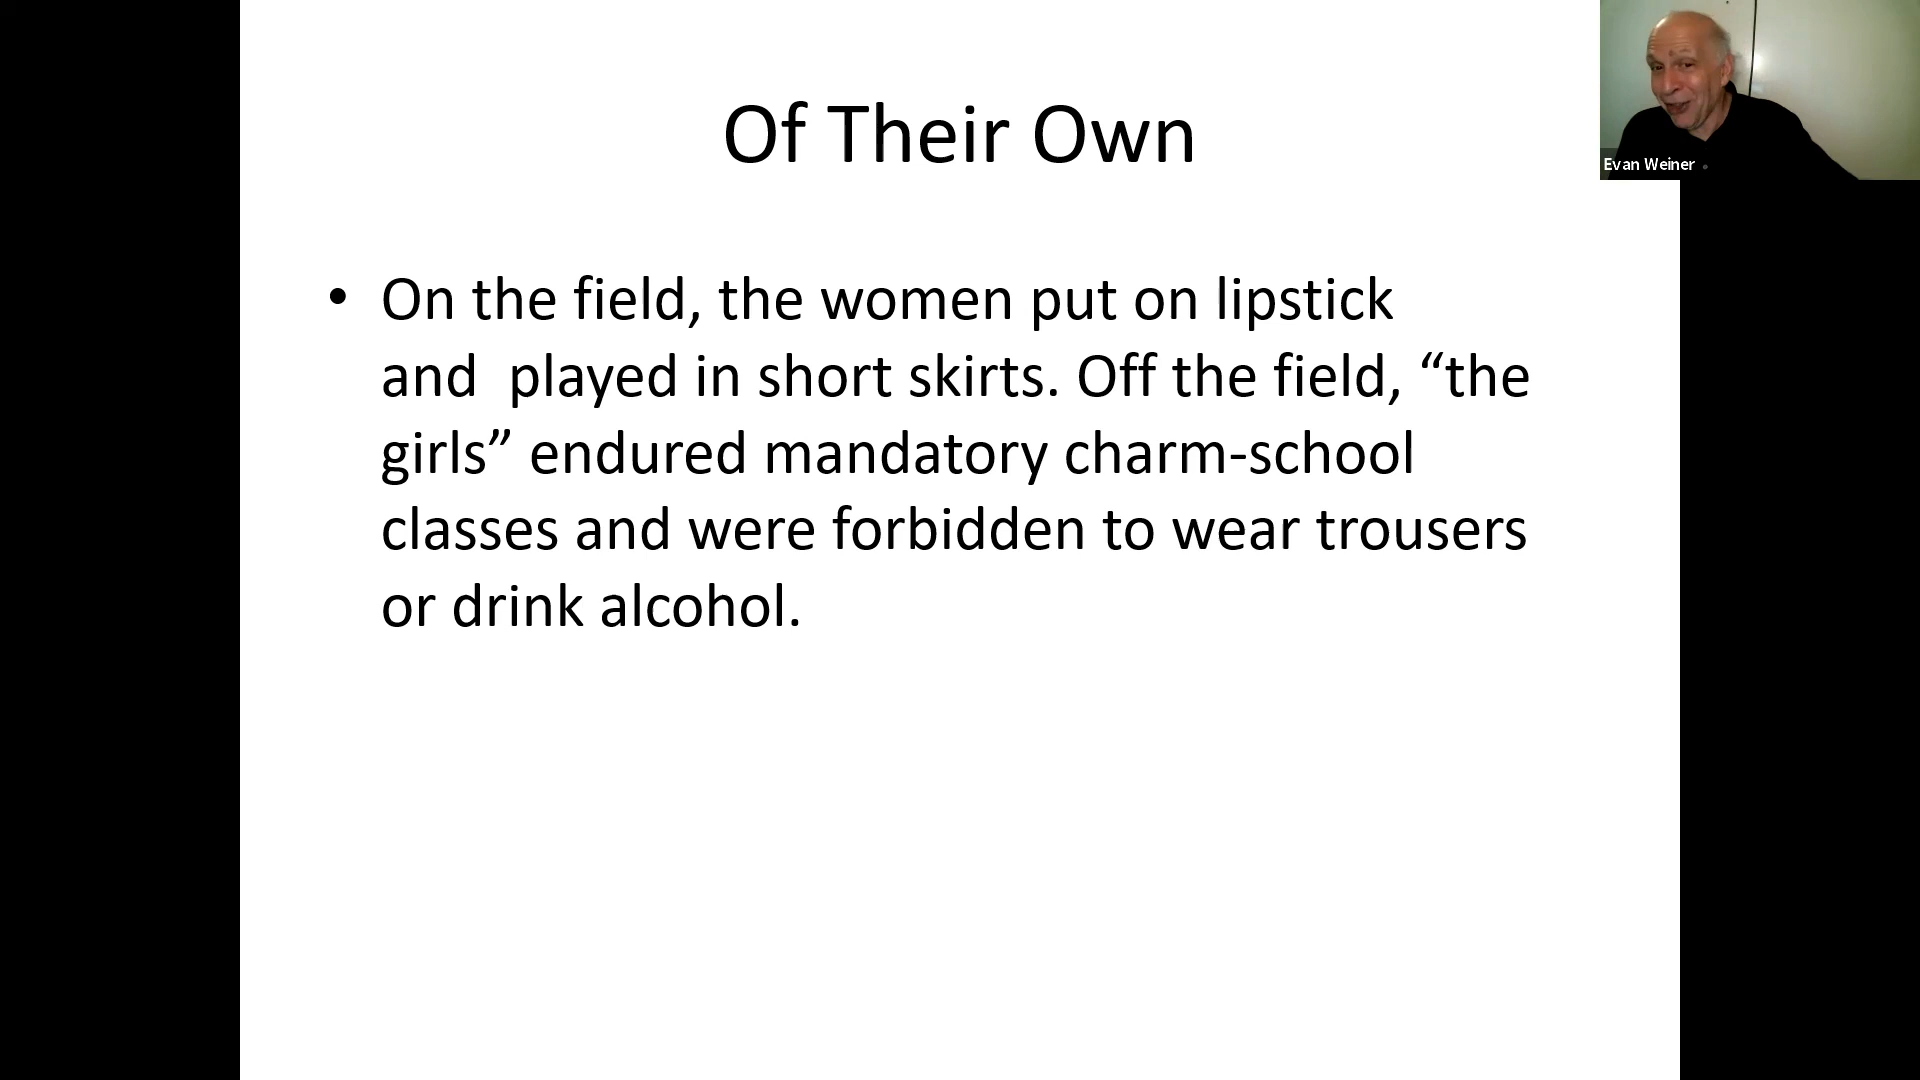 Of Their Own
• On the field, the women put on lipstick
and  played in short skirts. Off the field, “the
girls” endured mandatory charm-school
classes and were forbidden to wear trousers
or drink alcohol.
Evan Weiner